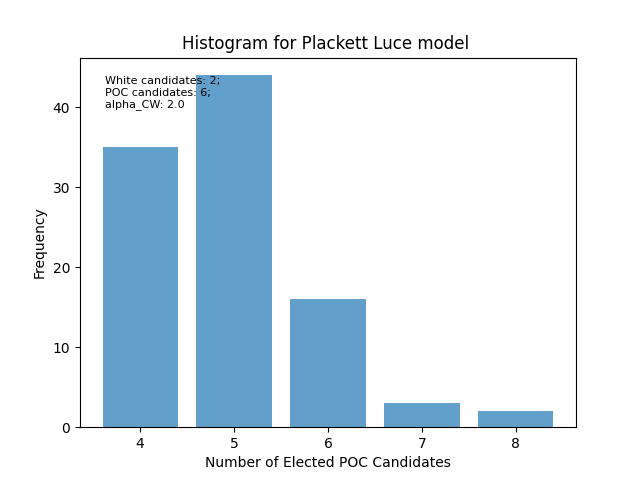 Histogram for Plackett Luce model
White candidates: 2;
POC candidates: 6;
alpha_CW: 2.0
40
30
20
10
0
Frequency
4 5 6 7 8
Number of Elected POC Candidates